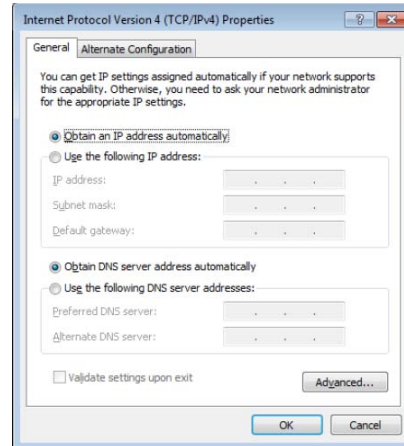 Internet Protocol Version 4 (TCP/IPv4) Properties
General
Alternate Configuration
You can get IP settings assigned automatically if your network supports
this capability. Otherwise, you need to ask your network administrator
for the appropriate IP settings.
Obtain an IP address automatically
Use the following IP address:
IP address:
Subnet mask:
Default gateway:
Obtain DNS server address automatically
Use the following DNS server addresses:
Preferred DNS server:
Alternate DNS server:
Validate settings upon exit
Advanced...
OK
Cancel